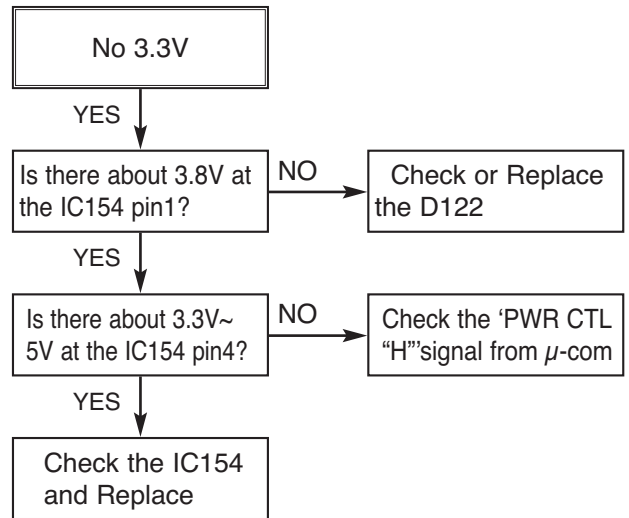 No 3.3V
YES
Is there about 3.8V at
the IC154 pin1?
NO
Check or Replace
the D122
YES
Is there about 3.3V~
5V at the IC154 pin4?
NO
Check the ‘PWR CTL
“H”’signal from µ-com
YES
Check the IC154
and Replace